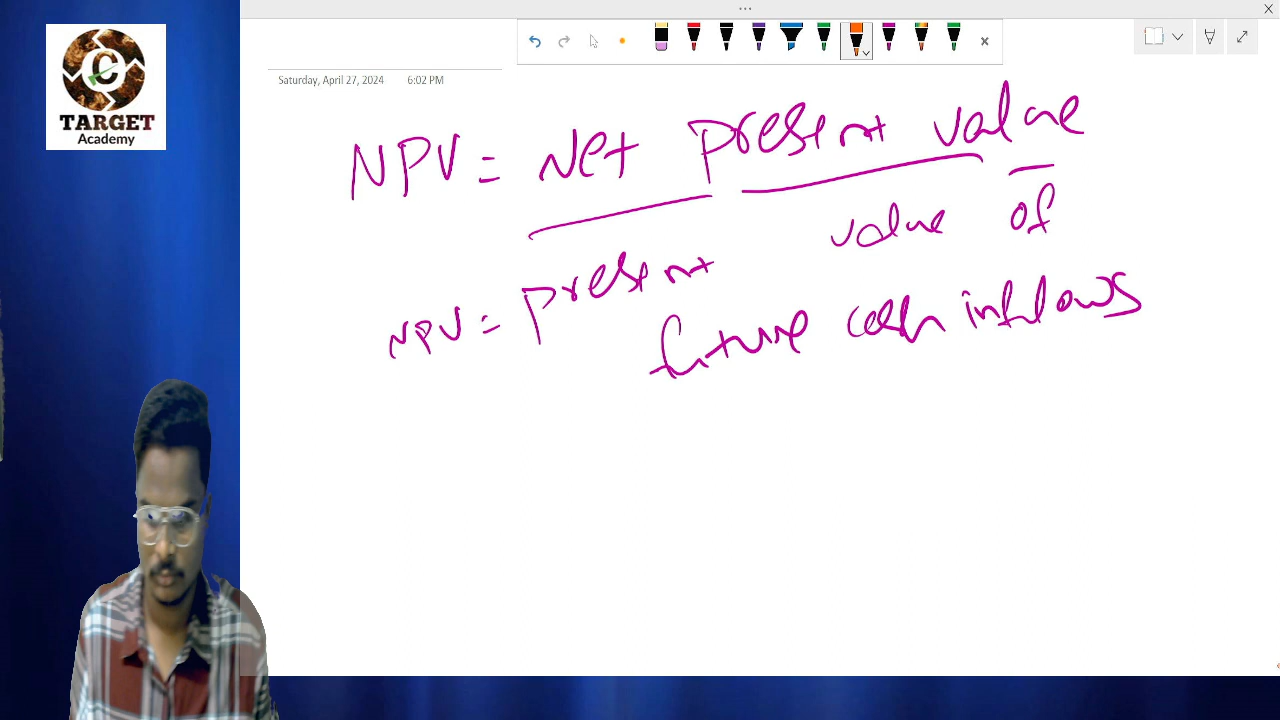 TARGET
Academy
Saturday, April 27, 2024 6:02 PM
NPV = Net present value
NPV = present value of
future cash inflows